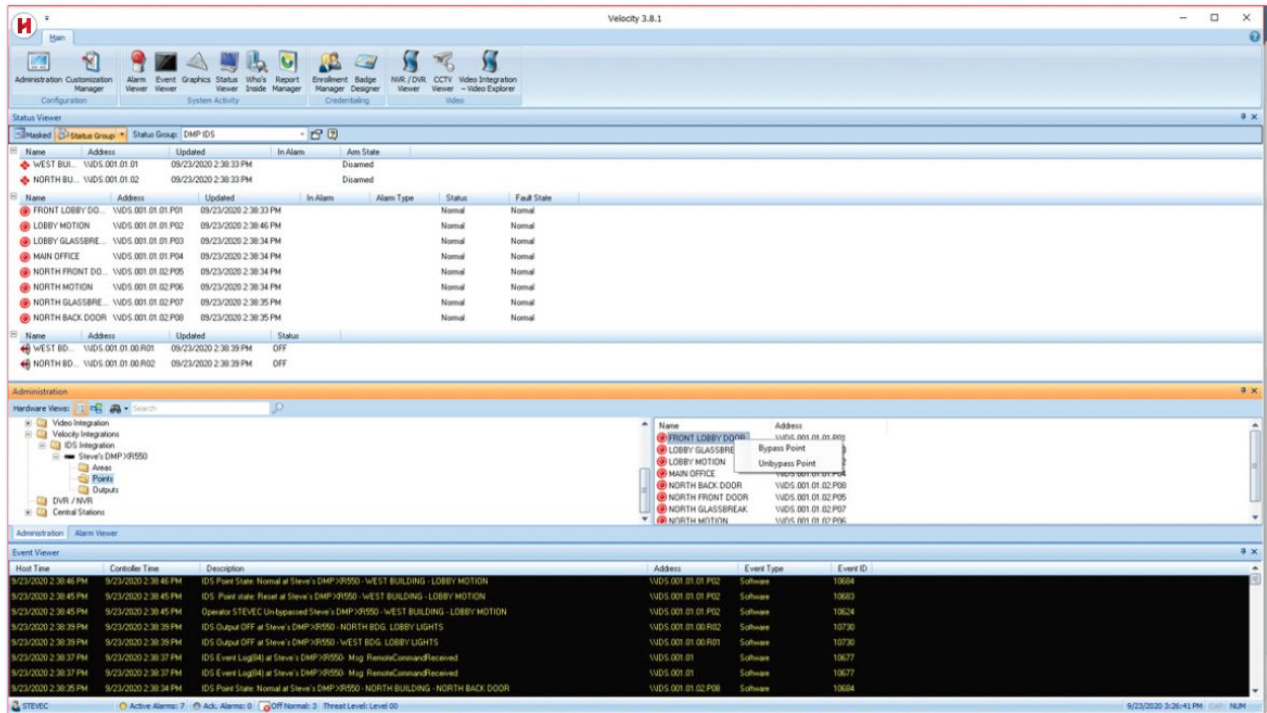 Velocity 3.8.1
Main
Administration Customization Manager Alarm Viewer Event Viewer Graphics Status Viewer Who's Inside Report Manager Enrollment Manager Badge Designer NVR / DVR Viewer CCTV Viewer Video Integration - Video Explorer
Configuration System Activity Credentialing Video
Status Viewer
Masked Status Group Status Group: DMP IDS
Name Address Updated In Alarm Arm State
WEST BUI... \\IDS.001.01.01 09/23/2020 2:38:33 PM Disarmed
NORTH BU... \\IDS.001.01.02 09/23/2020 2:38:33 PM Disarmed
Name Address Updated In Alarm Alarm Type Status Fault State
FRONT LOBBY DO... \\IDS.001.01.01.P01 09/23/2020 2:38:33 PM Normal Normal
LOBBY MOTION \\IDS.001.01.01.P02 09/23/2020 2:38:46 PM Normal Normal
LOBBY GLASSBRE... \\IDS.001.01.01.P03 09/23/2020 2:38:34 PM Normal Normal
MAIN OFFICE \\IDS.001.01.01.P04 09/23/2020 2:38:34 PM Normal Normal
NORTH FRONT DO... \\IDS.001.01.02.P05 09/23/2020 2:38:34 PM Normal Normal
NORTH MOTION \\IDS.001.01.02.P06 09/23/2020 2:38:34 PM Normal Normal
NORTH GLASSBRE... \\IDS.001.01.02.P07 09/23/2020 2:38:35 PM Normal Normal
NORTH BACK DOOR \\IDS.001.01.02.P08 09/23/2020 2:38:35 PM Normal Normal
Name Address Updated Status
WEST BD... \\IDS.001.01.00.R01 09/23/2020 2:38:39 PM OFF
NORTH BD... \\IDS.001.01.00.R02 09/23/2020 2:38:39 PM OFF
Administration
Hardware Views: Search
Video Integration
Velocity Integrations
IDS Integration
Steve's DMP XR550
Areas
Points
Outputs
DVR / NVR
Central Stations
Name Address
FRONT LOBBY DOOR \\IDS.001.01.01.P01
LOBBY GLASSBRE
LOBBY MOTION
MAIN OFFICE \\IDS.001.01.01.P04
Bypass Point
Unbypass Point
NORTH BACK DOOR \\IDS.001.01.02.P08
NORTH FRONT DOOR \\IDS.001.01.02.P05
NORTH GLASSBREAK \\IDS.001.01.02.P07
NORTH MOTION \\IDS.001.01.02.P06
Administration Alarm Viewer
Event Viewer
Host Time Controller Time Description Address Event Type Event ID
9/23/2020 2:38:46 PM 9/23/2020 2:38:46 PM IDS Point State: Normal at Steve's DMP XR550 - WEST BUILDING - LOBBY MOTION \\IDS.001.01.01.P02 Software 10684
9/23/2020 2:38:45 PM 9/23/2020 2:38:45 PM IDS Point state: Reset at Steve's DMP XR550 - WEST BUILDING - LOBBY MOTION \\IDS.001.01.01.P02 Software 10683
9/23/2020 2:38:45 PM 9/23/2020 2:38:45 PM Operator STEVEC Un-bypassed Steve's DMP XR550 - WEST BUILDING - LOBBY MOTION \\IDS.001.01.01.P02 Software 10624
9/23/2020 2:38:39 PM 9/23/2020 2:38:39 PM IDS Output OFF at Steve's DMP XR550 - NORTH BDG. LOBBY LIGHTS \\IDS.001.01.00.R02 Software 10730
9/23/2020 2:38:39 PM 9/23/2020 2:38:39 PM IDS Output OFF at Steve's DMP XR550 - WEST BDG. LOBBY LIGHTS \\IDS.001.01.00.R01 Software 10730
9/23/2020 2:38:37 PM 9/23/2020 2:38:37 PM IDS Event Log(84) at Steve's DMP XR550- Msg: RemoteCommandReceived \\IDS.001.01 Software 10677
9/23/2020 2:38:37 PM 9/23/2020 2:38:37 PM IDS Event Log(84) at Steve's DMP XR550- Msg: RemoteCommandReceived \\IDS.001.01 Software 10677
9/23/2020 2:38:35 PM 9/23/2020 2:38:34 PM IDS Point State: Normal at Steve's DMP XR550 - NORTH BUILDING - NORTH BACK DOOR \\IDS.001.01.02.P08 Software 10684
STEVEC Active Alarms: 7 Ack. Alarms: 0 Off Normal: 3 Threat Level: Level 00 9/23/2020 3:26:41 PM CAP NUM